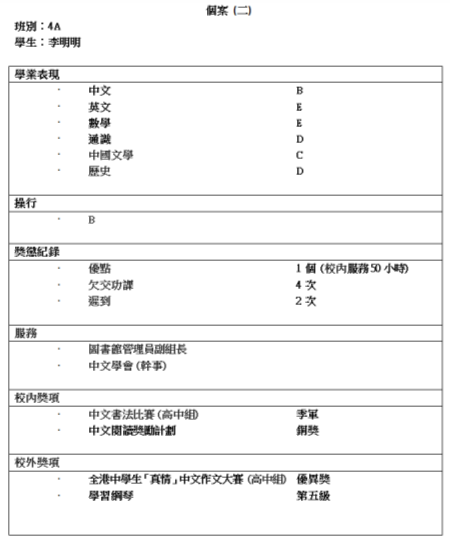 個案 (二)
班別：4A
學生：李明明
學業表現
· 中文 B
· 英文 E
· 數學 E
· 通識 D
· 中國文學 C
· 歷史 D
操行
· B
獎懲紀錄
· 優點 1 個 (校內服務 50 小時)
· 欠交功課 4 次
· 遲到 2 次
服務
· 圖書館管理員副組長
· 中文學會 (幹事)
校內獎項
· 中文書法比賽 (高中組) 季軍
· 中文閱讀獎勵計劃 銅獎
校外獎項
· 全港中學生「真情」中文作文大賽 (高中組) 優異獎
· 學習鋼琴 第五級